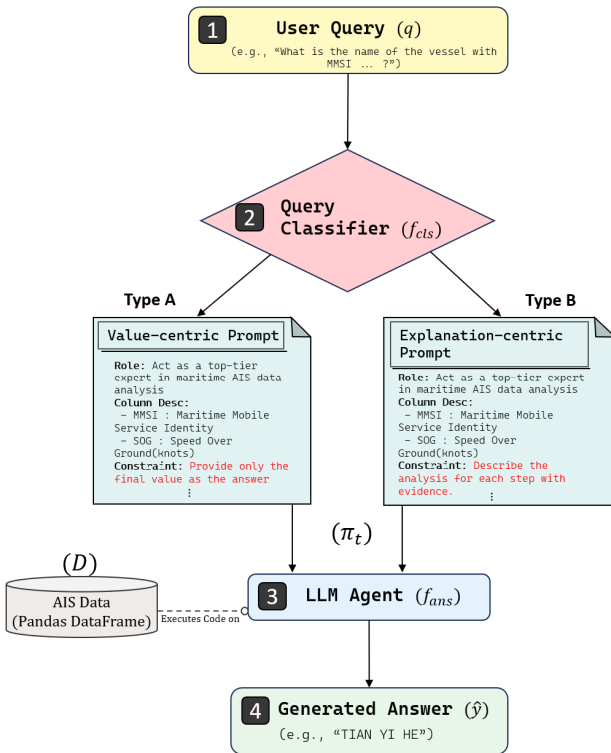 1 User Query (q)
(e.g., “What is the name of the vessel with
MMSI … ?”)
2 Query
Classifier (f_cls)
Type A
Type B
Value-centric Prompt
Role: Act as a top-tier
expert in maritime AIS data
analysis
Column Desc:
- MMSI : Maritime Mobile
Service Identity
- SOG : Speed Over
Ground(knots)
Constraint: Provide only the
final value as the answer
⋮
Explanation-centric
Prompt
Role: Act as a top-tier expert
in maritime AIS data analysis
Column Desc:
- MMSI : Maritime Mobile
Service Identity
- SOG : Speed Over
Ground(knots)
Constraint: Describe the
analysis for each step with
evidence.
⋮
(π_t)
(D)
AIS Data
(Pandas DataFrame)
Executes Code on
3 LLM Agent (f_ans)
4 Generated Answer (ŷ)
(e.g., “TIAN YI HE”)